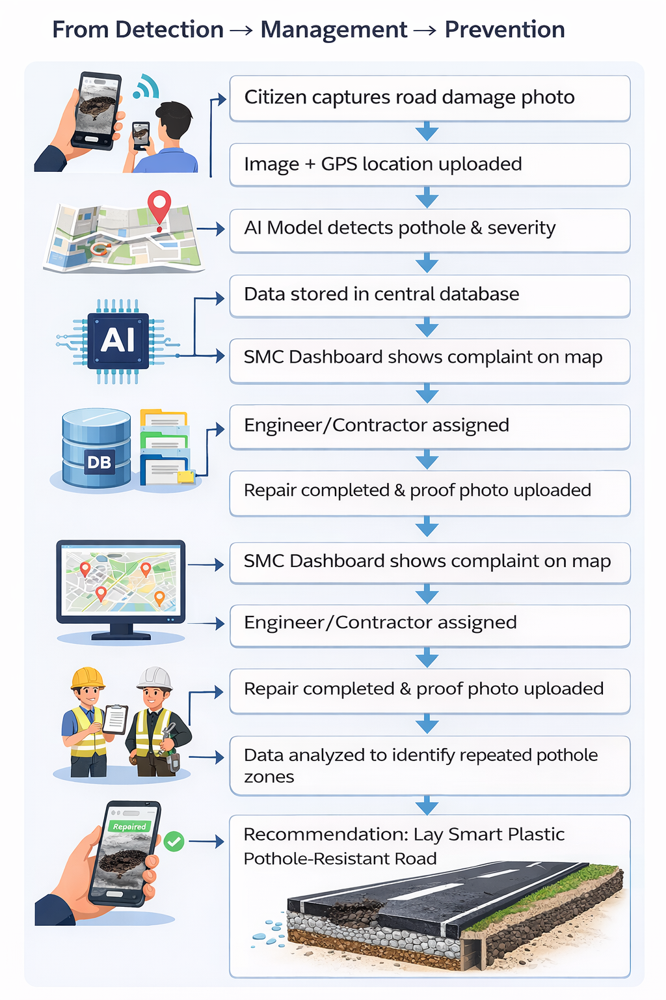 From Detection → Management → Prevention
Citizen captures road damage photo
Image + GPS location uploaded
AI Model detects pothole & severity
Data stored in central database
AI
SMC Dashboard shows complaint on map
Engineer/Contractor assigned
DB
Repair completed & proof photo uploaded
SMC Dashboard shows complaint on map
Engineer/Contractor assigned
Repair completed & proof photo uploaded
Data analyzed to identify repeated pothole
zones
Repaired
Recommendation: Lay Smart Plastic
Pothole-Resistant Road